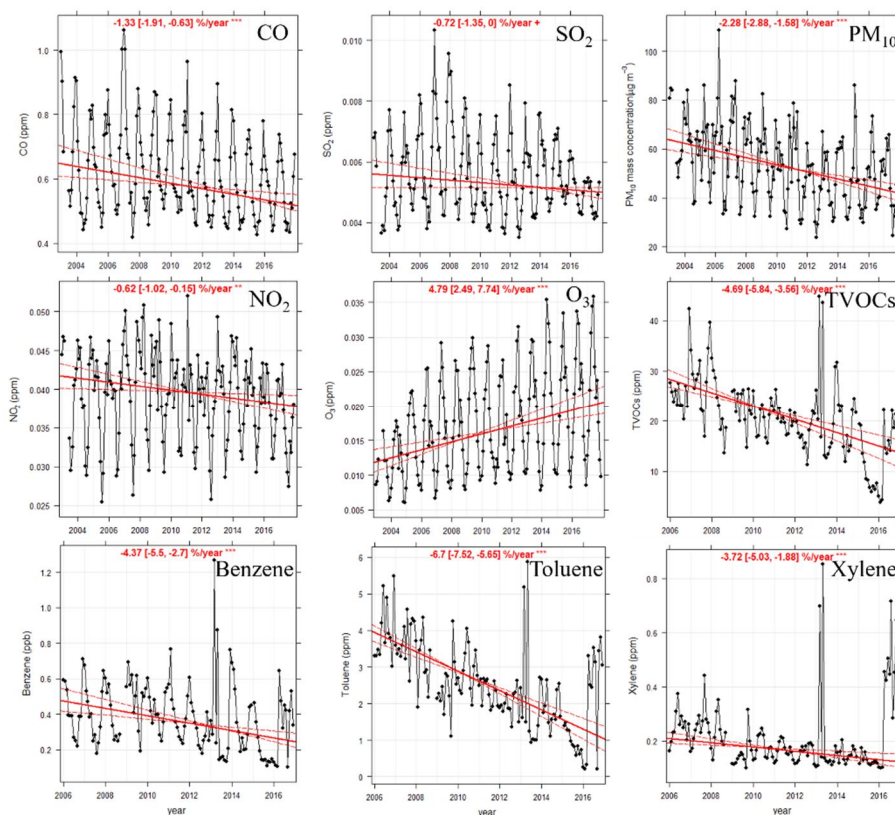 -1.33 [-1.91, -0.63] %/year ***
CO
CO (ppm)
1.0
0.8
0.6
0.4
2004 2006 2008 2010 2012 2014 2016
-0.72 [-1.35, 0] %/year +
SO2
SO2 (ppm)
0.010
0.008
0.006
0.004
2004 2006 2008 2010 2012 2014 2016
-2.28 [-2.88, -1.58] %/year ***
PM10
PM10 mass concentration(μg m-3)
100
80
60
40
20
2004 2006 2008 2010 2012 2014 2016
-0.62 [-1.02, -0.15] %/year **
NO2
NO2 (ppm)
0.050
0.045
0.040
0.035
0.030
0.025
2004 2006 2008 2010 2012 2014 2016
4.79 [2.49, 7.74] %/year ***
O3
O3 (ppm)
0.035
0.030
0.025
0.020
0.015
0.010
0.005
2004 2006 2008 2010 2012 2014 2016
-4.69 [-5.84, -3.56] %/year ***
TVOCs
TVOCs (ppm)
40
30
20
10
2006 2008 2010 2012 2014 2016
-4.37 [-5.5, -2.7] %/year ***
Benzene
Benzene (ppb)
1.2
1.0
0.8
0.6
0.4
0.2
2006 2008 2010 2012 2014 2016
year
-6.7 [-7.52, -5.65] %/year ***
Toluene
Toluene (ppm)
6
5
4
3
2
1
0
2006 2008 2010 2012 2014 2016
year
-3.72 [-5.03, -1.88] %/year ***
Xylene
Xylene (ppm)
0.8
0.6
0.4
0.2
2006 2008 2010 2012 2014 2016
year